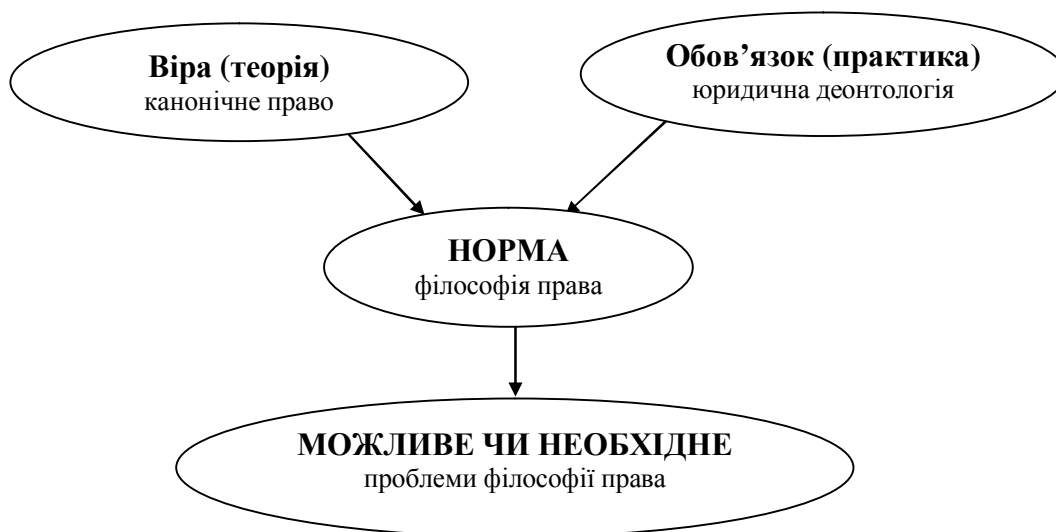 Віра (теорія)
канонічне право
Обов’язок (практика)
юридична деонтологія
НОРМА
філософія права
МОЖЛИВЕ ЧИ НЕОБХІДНЕ
проблеми філософії права